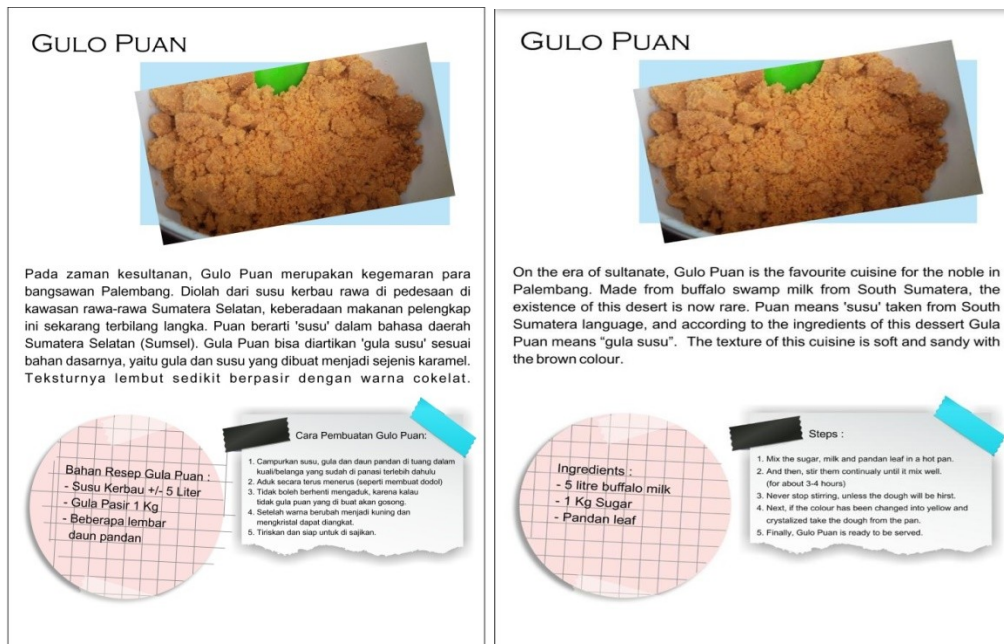 GULO PUAN
Pada zaman kesultanan, Gulo Puan merupakan kegemaran para
bangsawan Palembang. Diolah dari susu kerbau rawa di pedesaan di
kawasan rawa-rawa Sumatera Selatan, keberadaan makanan pelengkap
ini sekarang terbilang langka. Puan berarti 'susu' dalam bahasa daerah
Sumatera Selatan (Sumsel). Gulo Puan bisa diartikan 'gula susu' sesuai
bahan dasarnya, yaitu gula dan susu yang dibuat menjadi sejenis karamel.
Teksturnya lembut sedikit berpasir dengan warna cokelat.
Bahan Resep Gula Puan :
- Susu Kerbau +/- 5 Liter
- Gula Pasir 1 Kg
- Beberapa lembar
daun pandan
Cara Pembuatan Gulo Puan:
1. Campurkan susu, gula dan daun pandan di tuang dalam
kuali/belanga yang sudah di panasi terlebih dahulu
2. Aduk secara terus menerus (seperti membuat dodol)
3. Tidak boleh berhenti mengaduk, karena kalau
tidak gula puan yang di buat akan gosong.
4. Setelah warna berubah menjadi kuning dan
mengkristal dapat diangkat.
5. Tiriskan dan siap untuk di sajikan.
GULO PUAN
On the era of sultanate, Gulo Puan is the favourite cuisine for the noble in
Palembang. Made from buffalo swamp milk from South Sumatera, the
existence of this desert is now rare. Puan means 'susu' taken from South
Sumatera language, and according to the ingredients of this dessert Gula
Puan means "gula susu". The texture of this cuisine is soft and sandy with
the brown colour.
Ingredients :
- 5 litre buffalo milk
- 1 Kg Sugar
- Pandan leaf
Steps :
1. Mix the sugar, milk and pandan leaf in a hot pan.
2. And then, stir them continualy until it mix well.
(for about 3-4 hours)
3. Never stop stirring, unless the dough will be hirst.
4. Next, if the colour has been changed into yellow and
crystalized take the dough from the pan.
5. Finally, Gulo Puan is ready to be served.